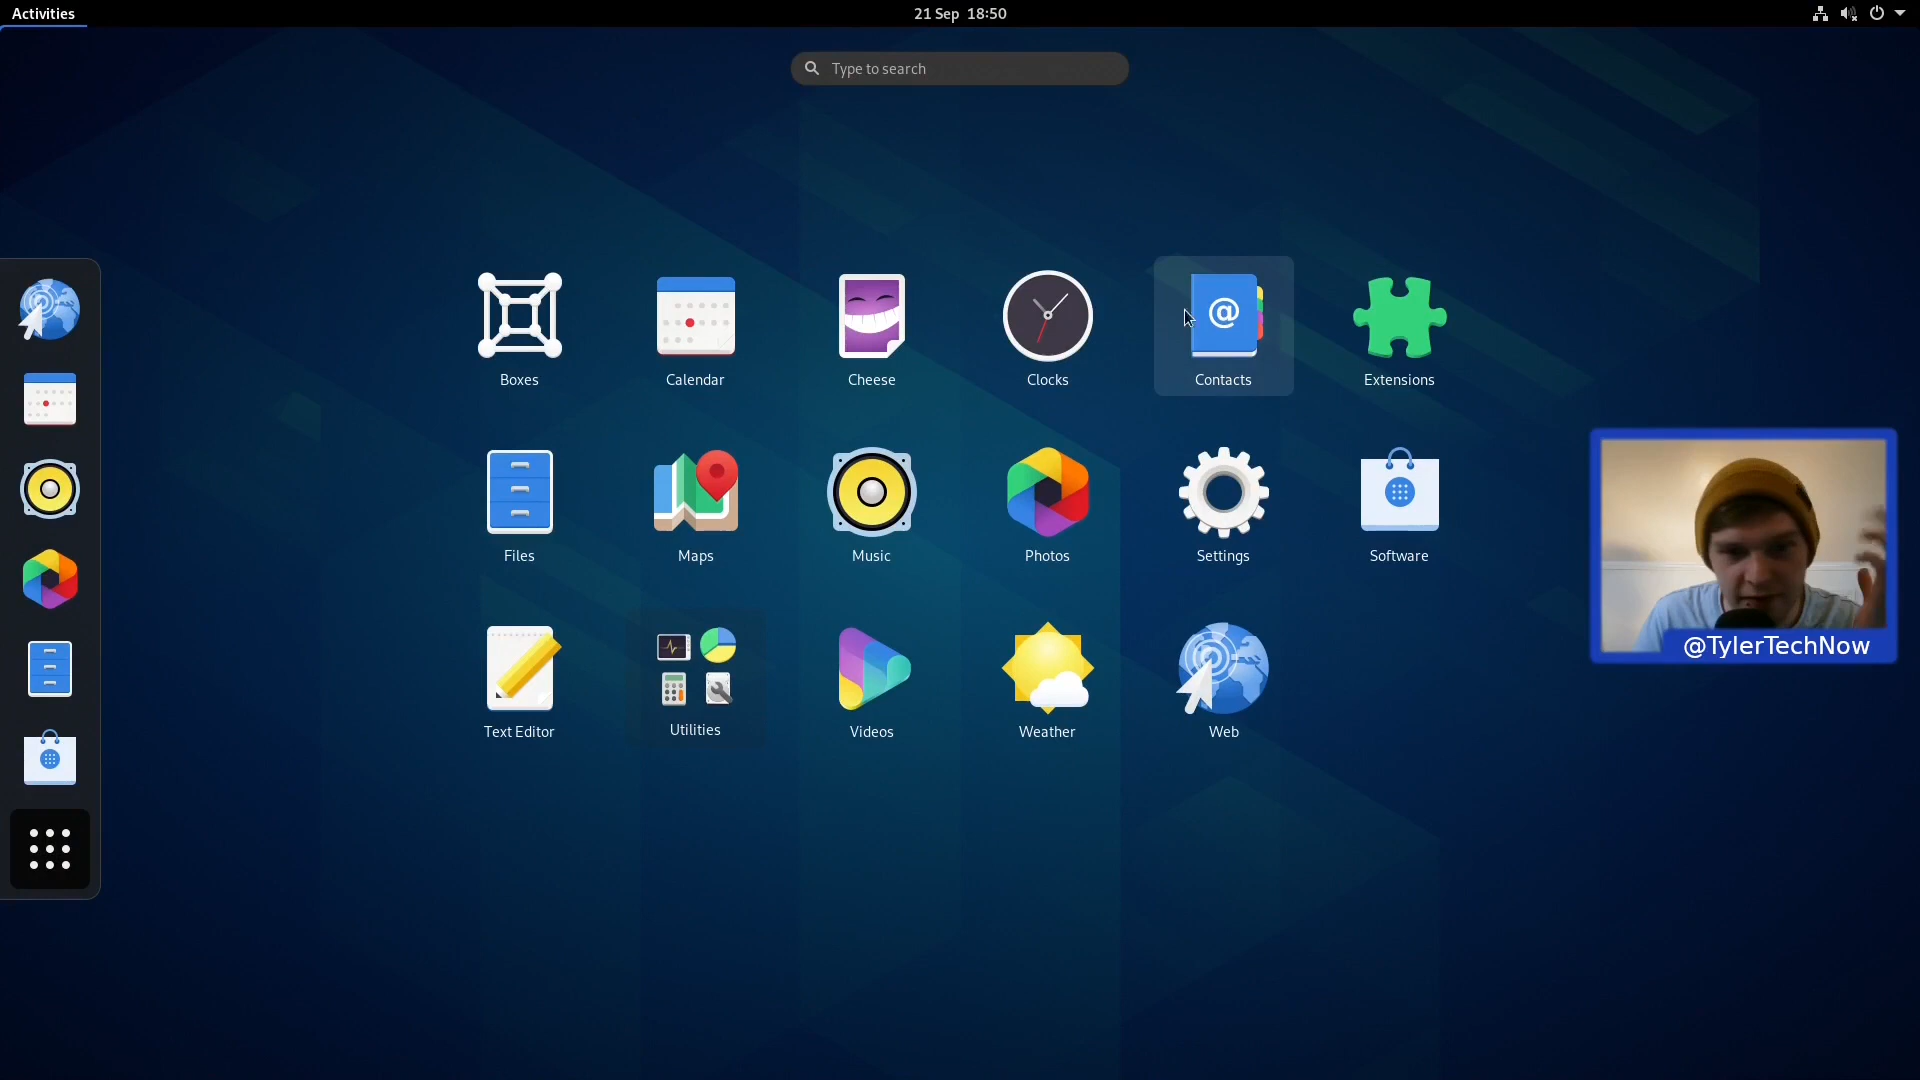 Activities
21 Sep 18:50
Type to search
Boxes
Calendar
Cheese
Clocks
@
Contacts
Extensions
Files
Maps
Music
Photos
Settings
Software
@TylerTechNow
Text Editor
Utilities
Videos
Weather
Web